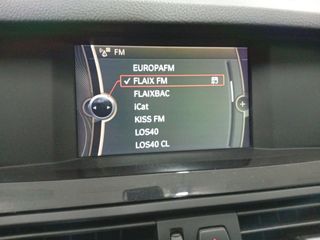 FM
EUROPAFM
FLAIX FM
FLAIXBAC
iCat
KISS FM
LOS40
LOS40 CL